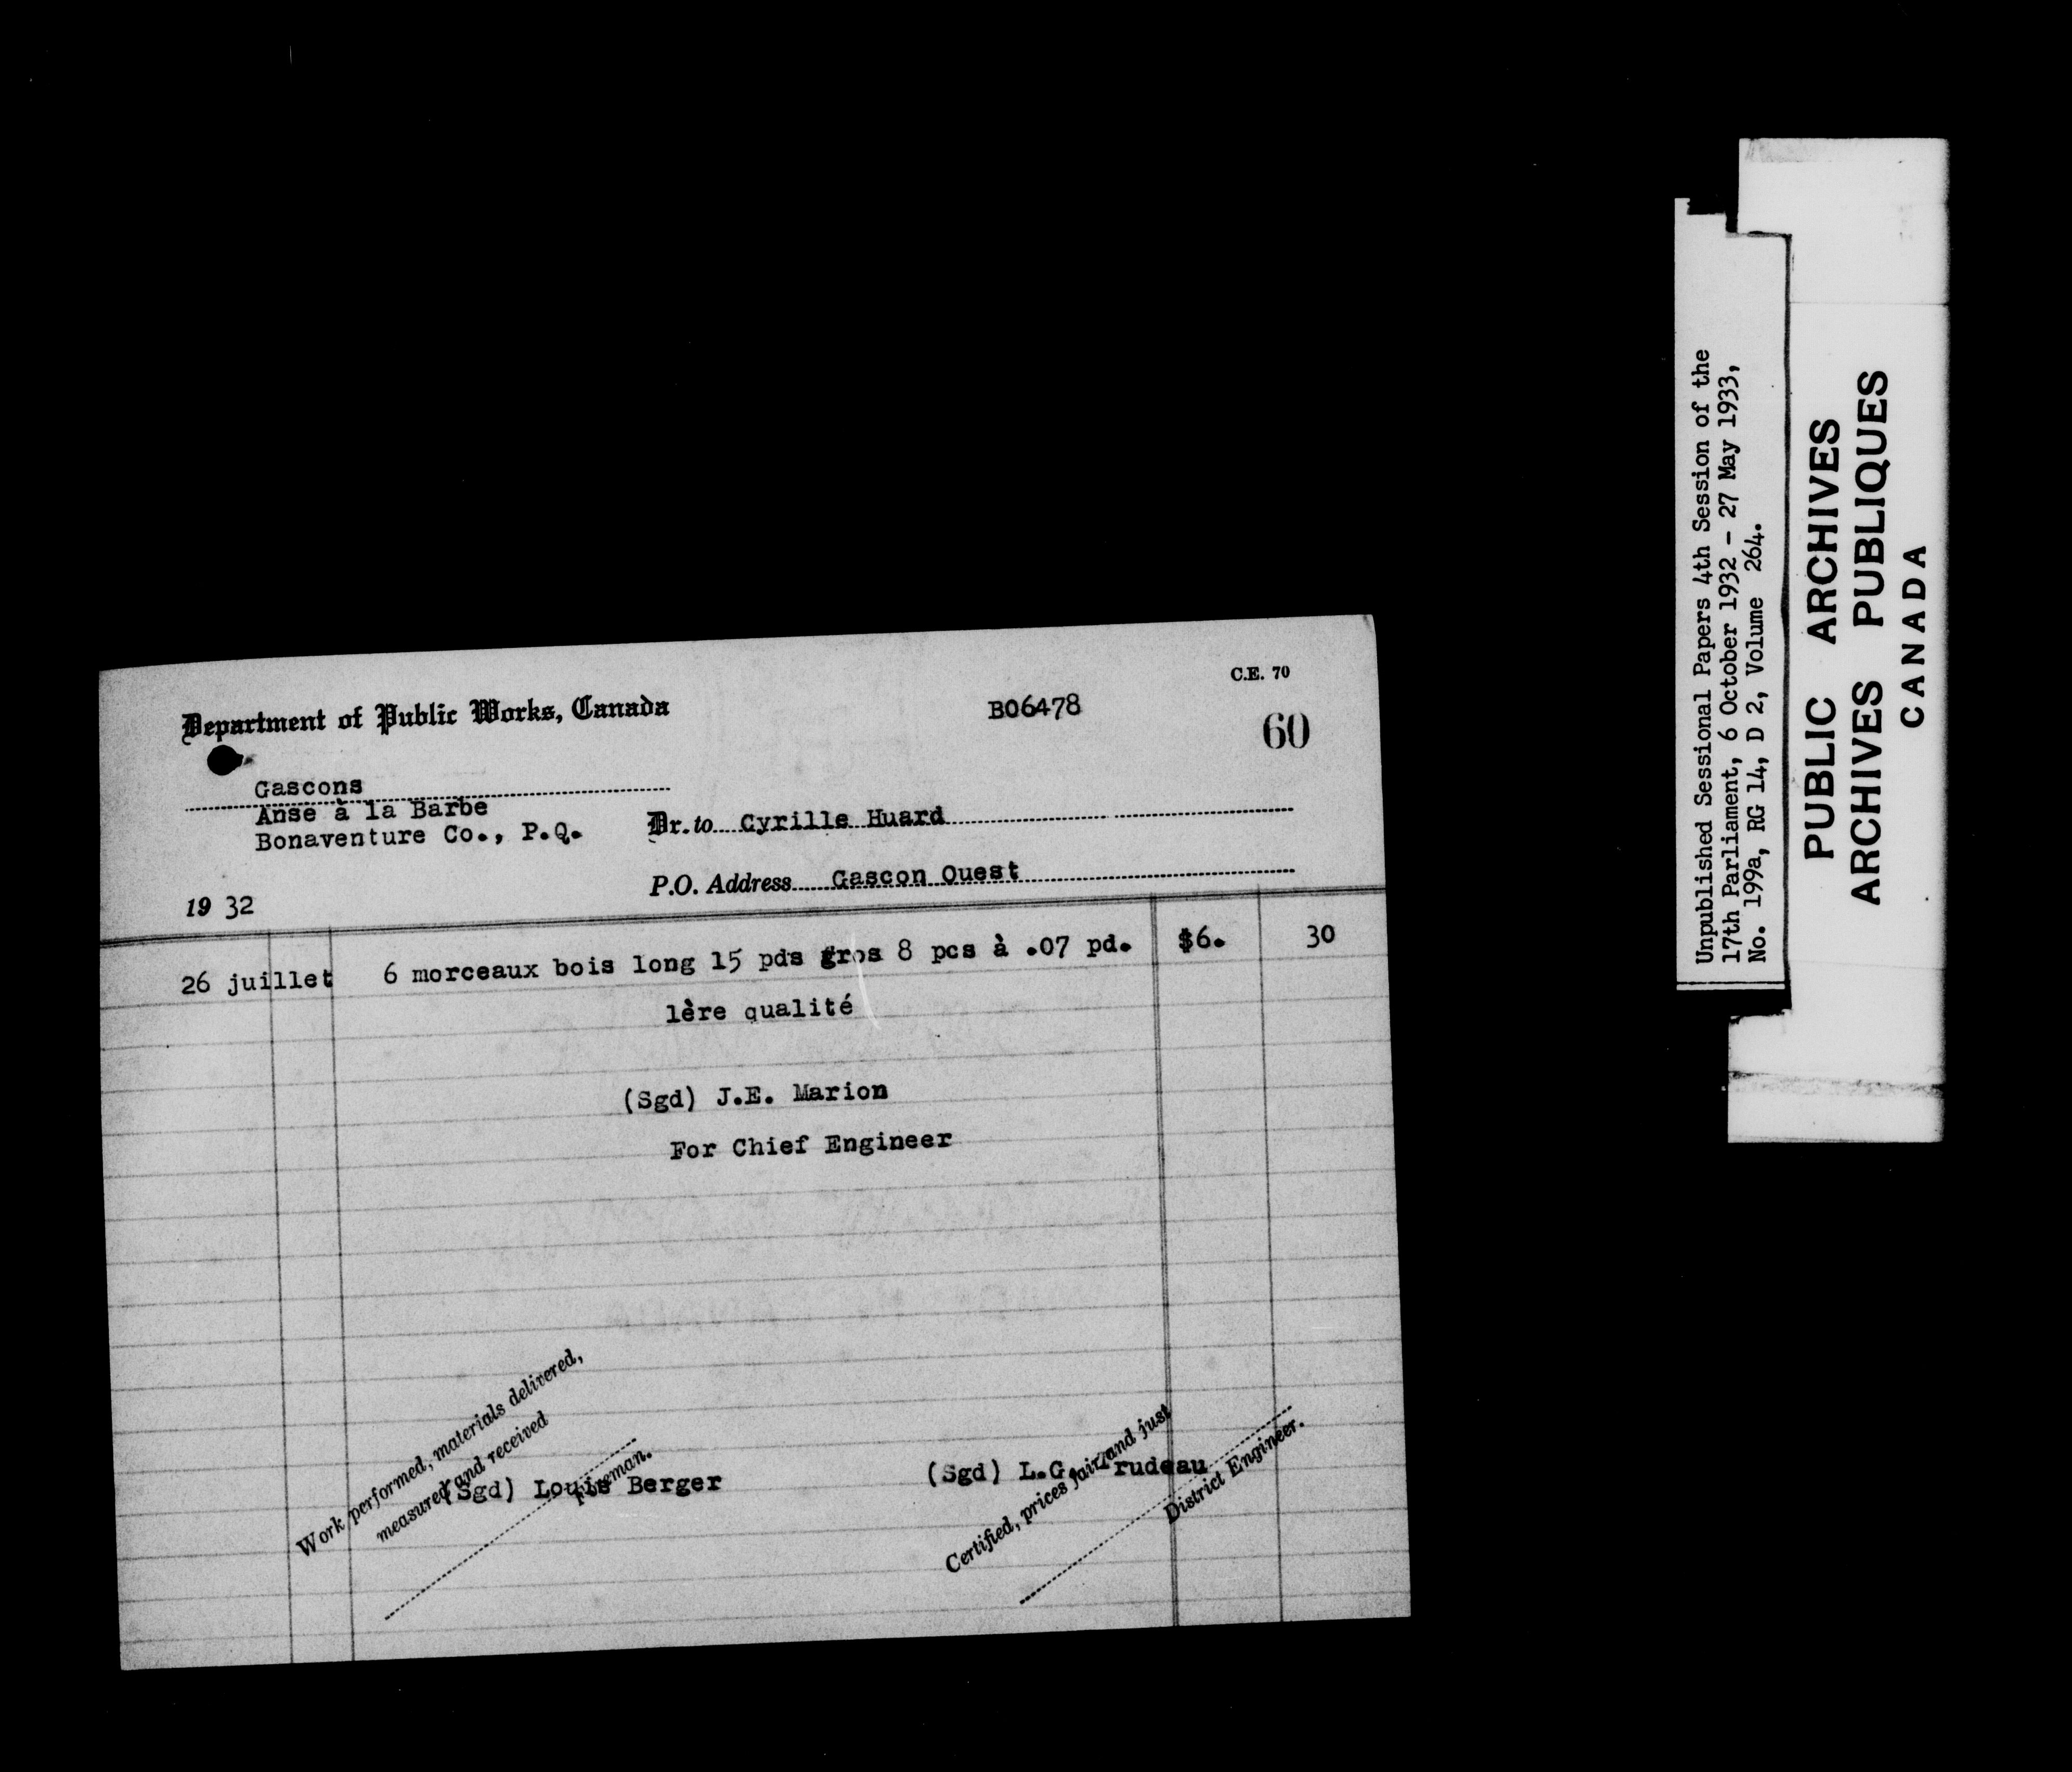 C.E. 70
Department of Public Works, Canada
B06478
60
Gascons
Anse à la Barbe
Bonaventure Co., P.Q.
Dr. to Cyrille Huard
P.O. Address Gascon Ouest
19 32
26 juillet 6 morceaux bois long 15 pds gros 8 pcs à .07 pd. $6. 30
1ère qualité
(Sgd) J.E. Marion
For Chief Engineer
Work performed, materials delivered,
measured and received
(Sgd) Louis Berger
Foreman.
Certified, prices fair and just
(Sgd) L.G. Trudeau
District Engineer.
Unpublished Sessional Papers 4th Session of the
17th Parliament, 6 October 1932 - 27 May 1933,
No. 199a, RG 14, D 2, Volume 264.
PUBLIC ARCHIVES
ARCHIVES PUBLIQUES
CANADA